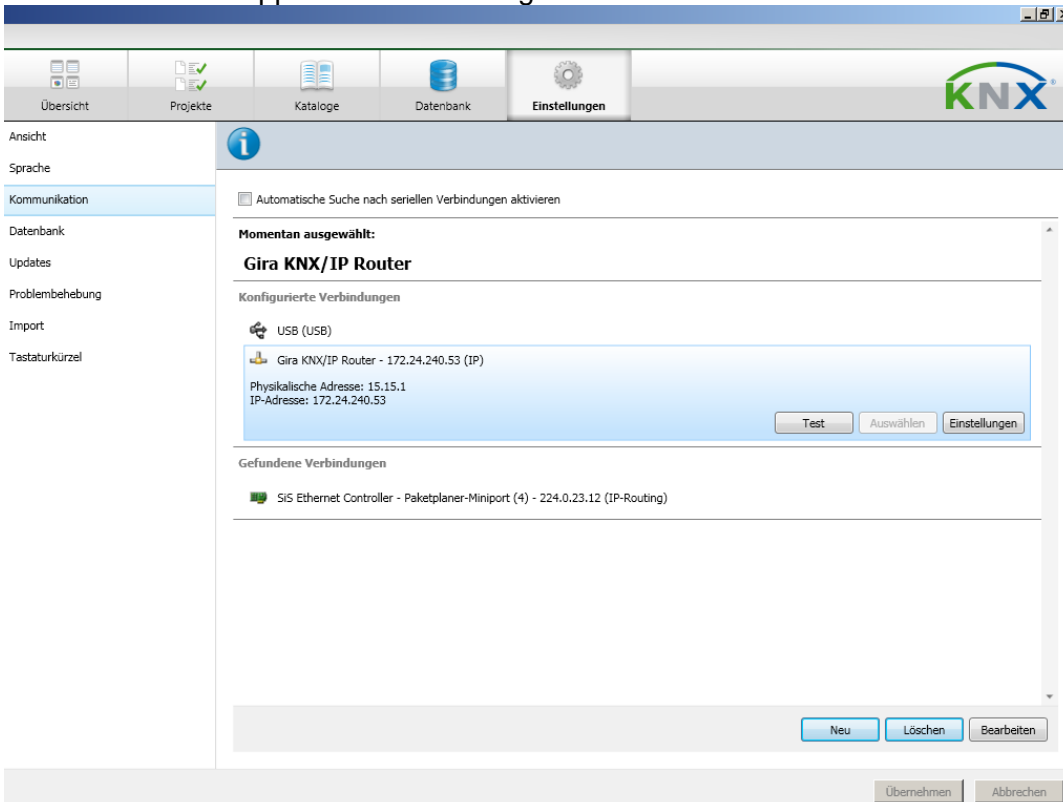 Übersicht
Projekte
Kataloge
Datenbank
Einstellungen
KNX
Ansicht
Sprache
Kommunikation
Datenbank
Updates
Problembehebung
Import
Tastaturkürzel
Automatische Suche nach seriellen Verbindungen aktivieren
Momentan ausgewählt:
Gira KNX/IP Router
Konfigurierte Verbindungen
USB (USB)
Gira KNX/IP Router - 172.24.240.53 (IP)
Physikalische Adresse: 15.15.1
IP-Adresse: 172.24.240.53
Test
Auswählen
Einstellungen
Gefundene Verbindungen
SiS Ethernet Controller - Paketplaner-Miniport (4) - 224.0.23.12 (IP-Routing)
Neu
Löschen
Bearbeiten
Übernehmen
Abbrechen